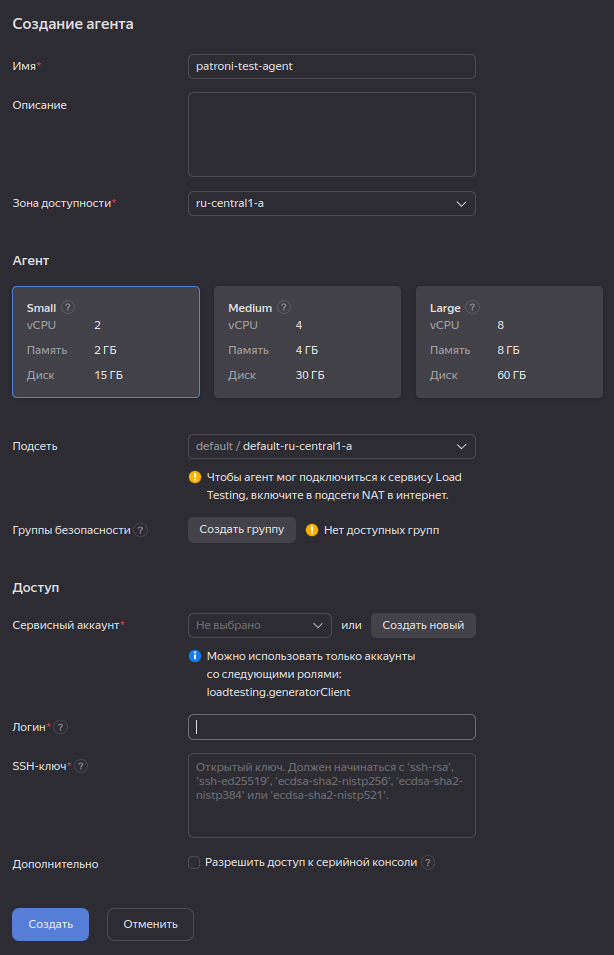 Создание агента
Имя*
patroni-test-agent
Описание
Зона доступности*
ru-central1-a
Агент
Small ?
vCPU 2
Память 2 ГБ
Диск 15 ГБ
Medium ?
vCPU 4
Память 4 ГБ
Диск 30 ГБ
Large ?
vCPU 8
Память 8 ГБ
Диск 60 ГБ
Подсеть
default / default-ru-central1-a
Чтобы агент мог подключиться к сервису Load
Testing, включите в подсети NAT в интернет.
Группы безопасности ?
Создать группу
Нет доступных групп
Доступ
Сервисный аккаунт*
Не выбрано
или
Создать новый
Можно использовать только аккаунты
со следующими ролями:
loadtesting.generatorClient
Логин* ?
SSH-ключ* ?
Открытый ключ. Должен начинаться с 'ssh-rsa',
'ssh-ed25519', 'ecdsa-sha2-nistp256', 'ecdsa-sha2-
nistp384' или 'ecdsa-sha2-nistp521'.
Дополнительно
Разрешить доступ к серийной консоли ?
Создать
Отменить